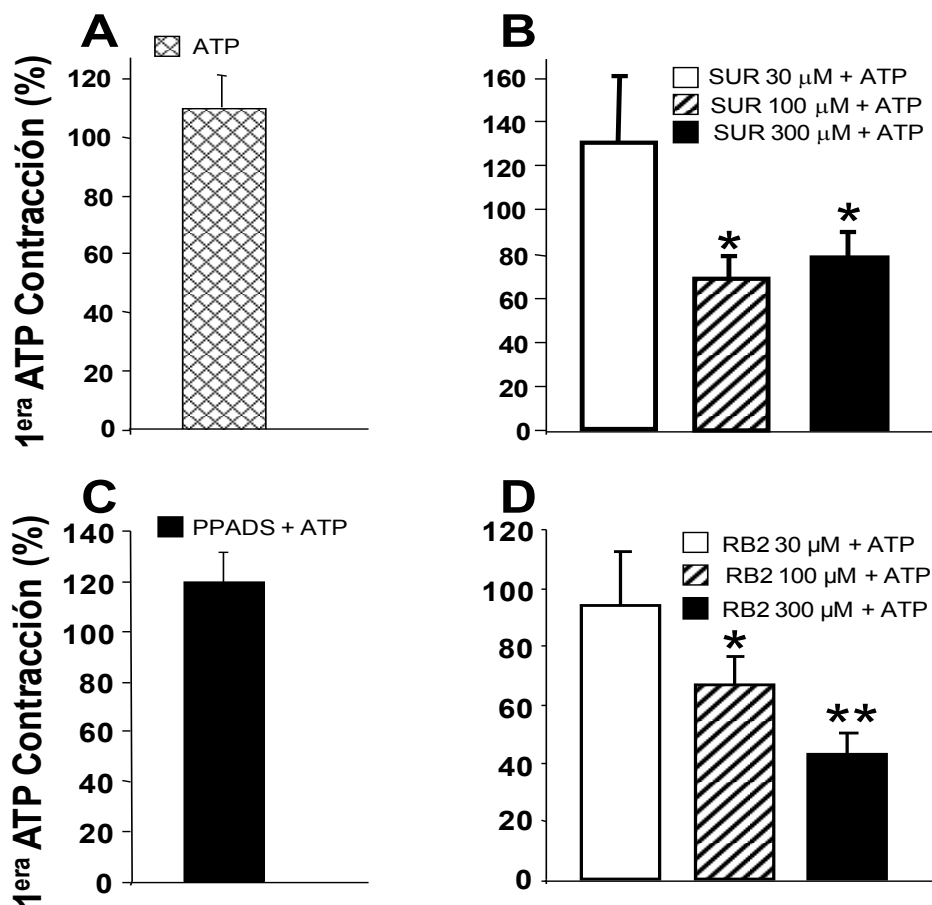 A
ATP
1era ATP Contracción (%)
120
100
80
60
40
20
0
B
SUR 30 μM + ATP
SUR 100 μM + ATP
SUR 300 μM + ATP
160
140
120
100
80
60
40
20
0
*
*
C
PPADS + ATP
1era ATP Contracción (%)
140
120
100
80
60
40
20
0
D
RB2 30 µM + ATP
RB2 100 µM + ATP
RB2 300 µM + ATP
120
100
80
60
40
20
0
*
**